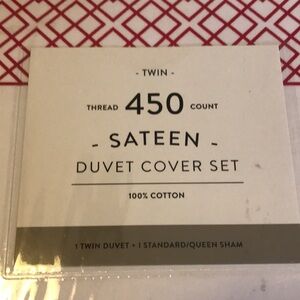 - TWIN -
THREAD 450 COUNT
- SATEEN -
DUVET COVER SET
100% COTTON
1 TWIN DUVET • 1 STANDARD/QUEEN SHAM